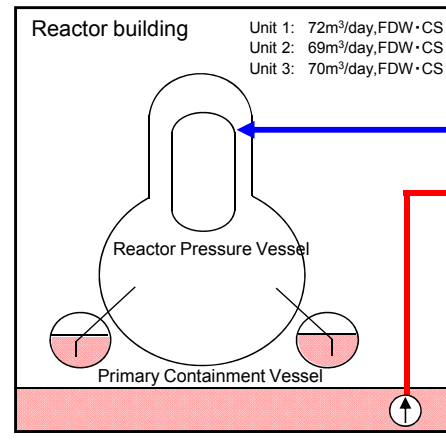 Reactor building
Unit 1: 72m³/day,FDW・CS
Unit 2: 69m³/day,FDW・CS
Unit 3: 70m³/day,FDW・CS
Reactor Pressure Vessel
Primary Containment Vessel